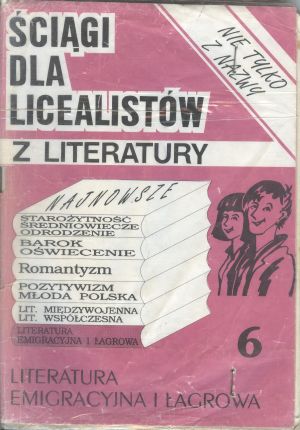 ŚCIĄGI
DLA
LICEALISTÓW
Z LITERATURY
NIE TYLKO
Z NAZWY
NAJNOWSZE
STAROŻYTNOŚĆ
ŚREDNIOWIECZE
ODRODZENIE
BAROK
OŚWIECENIE
Romantyzm
POZYTYWIZM
MŁODA POLSKA
LIT. MIĘDZYWOJENNA
LIT. WSPÓŁCZESNA
LITERATURA
EMIGRACYJNA I ŁAGROWA
6
LITERATURA
EMIGRACYJNA I ŁAGROWA